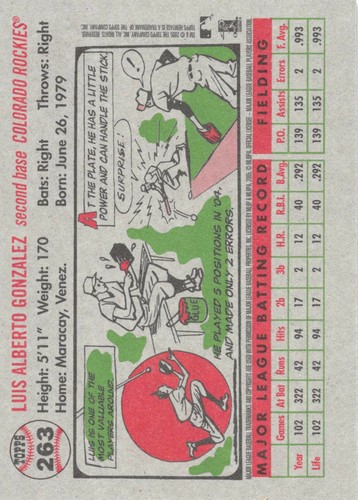 TOPPS
263
LUIS ALBERTO GONZALEZ second base COLORADO ROCKIES®
Height: 5'11" Weight: 170 Bats: Right Throws: Right
Home: Maracay, Venez. Born: June 26, 1979
LUIS IS ONE OF THE
MOST VALUABLE
PLAYERS AROUND.
GLUE
HE PLAYED 5 POSITIONS IN '04,
AND MADE ONLY 2 ERRORS.
AT THE PLATE, HE HAS A LITTLE
POWER AND CAN HANDLE THE STICK.
SURPRISE!
MAJOR LEAGUE BATTING RECORD FIELDING
Games At Bat Runs Hits 2b 3b H.R. R.B.I. B.Avg. P.O. Assists Errors F.Avg.
Year 102 322 42 94 17 2 12 40 .292 139 135 2 .993
Life 102 322 42 94 17 2 12 40 .292 139 135 2 .993